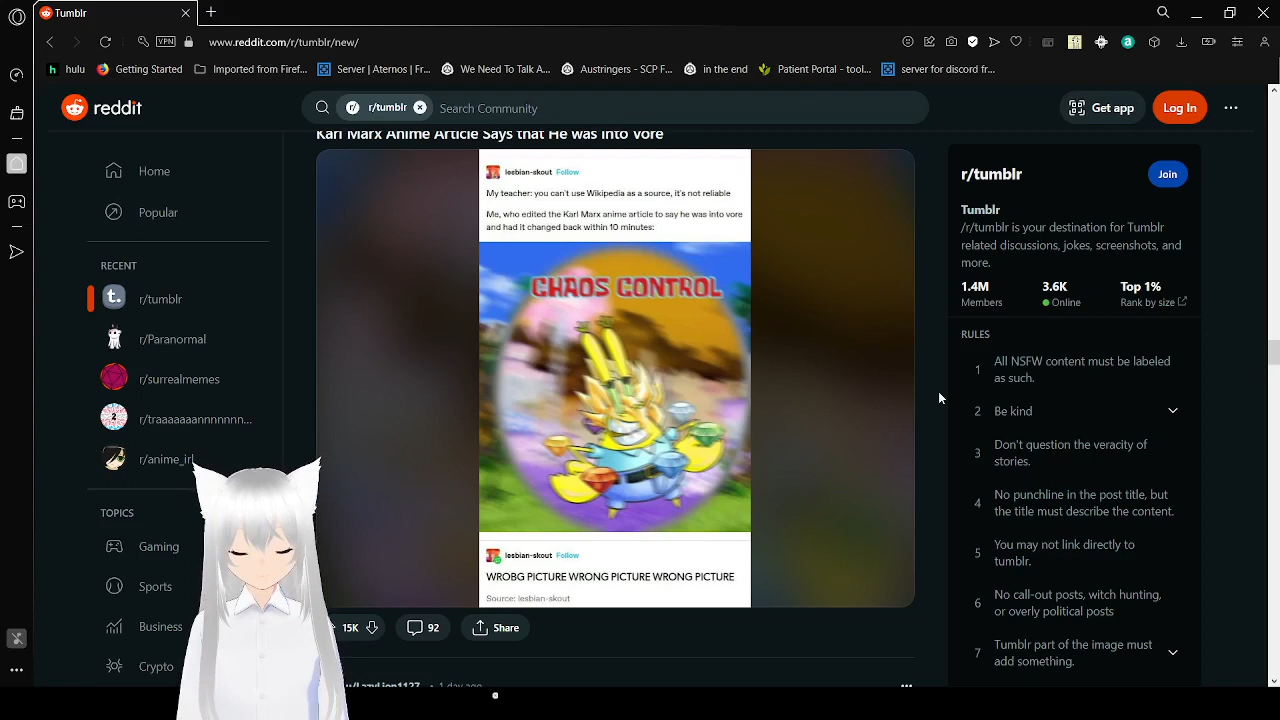 Tumblr
VPN
www.reddit.com/r/tumblr/new/
a
h hulu
Getting Started
Imported from Firef...
Server | Aternos | Fr...
We Need To Talk A...
Austringers - SCP F...
in the end
Patient Portal - tool...
server for discord fr...
reddit
r/ r/tumblr
Search Community
Get app
Log In
Home
Popular
RECENT
t. r/tumblr
r/Paranormal
r/surrealmemes
2 r/traaaaaaannnnnnn...
r/anime_irl
TOPICS
Gaming
Sports
Business
Crypto
Karl Marx Anime Article Says that He was into Vore
lesbian-skout Follow
My teacher: you can't use Wikipedia as a source, it's not reliable
Me, who edited the Karl Marx anime article to say he was into vore
and had it changed back within 10 minutes:
CHAOS CONTROL
lesbian-skout Follow
WROBG PICTURE WRONG PICTURE WRONG PICTURE
Source: lesbian-skout
15K
92
Share
u/LazyLion1127 • 1 day ago
r/tumblr
Join
Tumblr
/r/tumblr is your destination for Tumblr
related discussions, jokes, screenshots, and
more.
1.4M
Members
3.6K
Online
Top 1%
Rank by size
RULES
1 All NSFW content must be labeled
as such.
2 Be kind
3 Don't question the veracity of
stories.
4 No punchline in the post title, but
the title must describe the content.
5 You may not link directly to
tumblr.
6 No call-out posts, witch hunting,
or overly political posts
7 Tumblr part of the image must
add something.